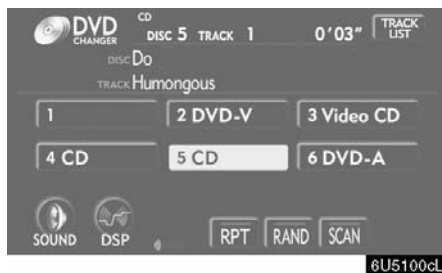 DVD CHANGER CD DISC 5 TRACK 1 0'03" TRACK LIST
DISC Do
TRACK Humongous
1 2 DVD-V 3 Video CD
4 CD 5 CD 6 DVD-A
SOUND DSP RPT RAND SCAN
6U5100cL